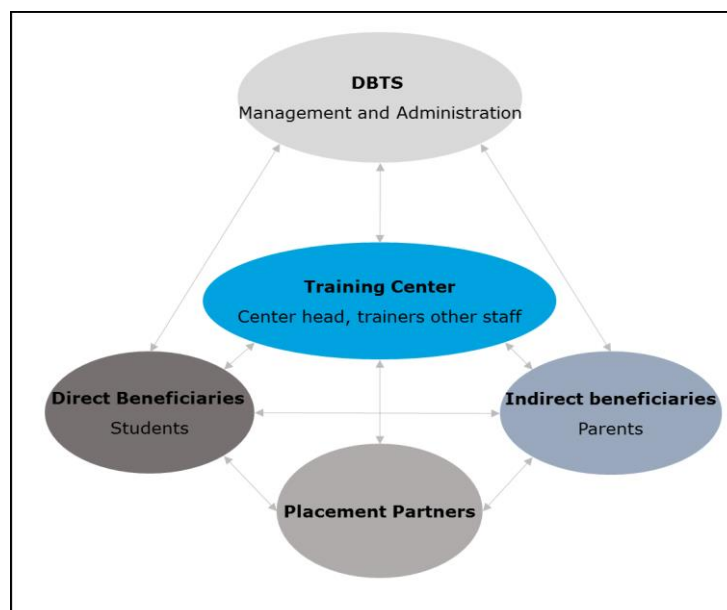 DBTS
Management and Administration
Training Center
Center head, trainers other staff
Direct Beneficiaries
Students
Indirect beneficiaries
Parents
Placement Partners